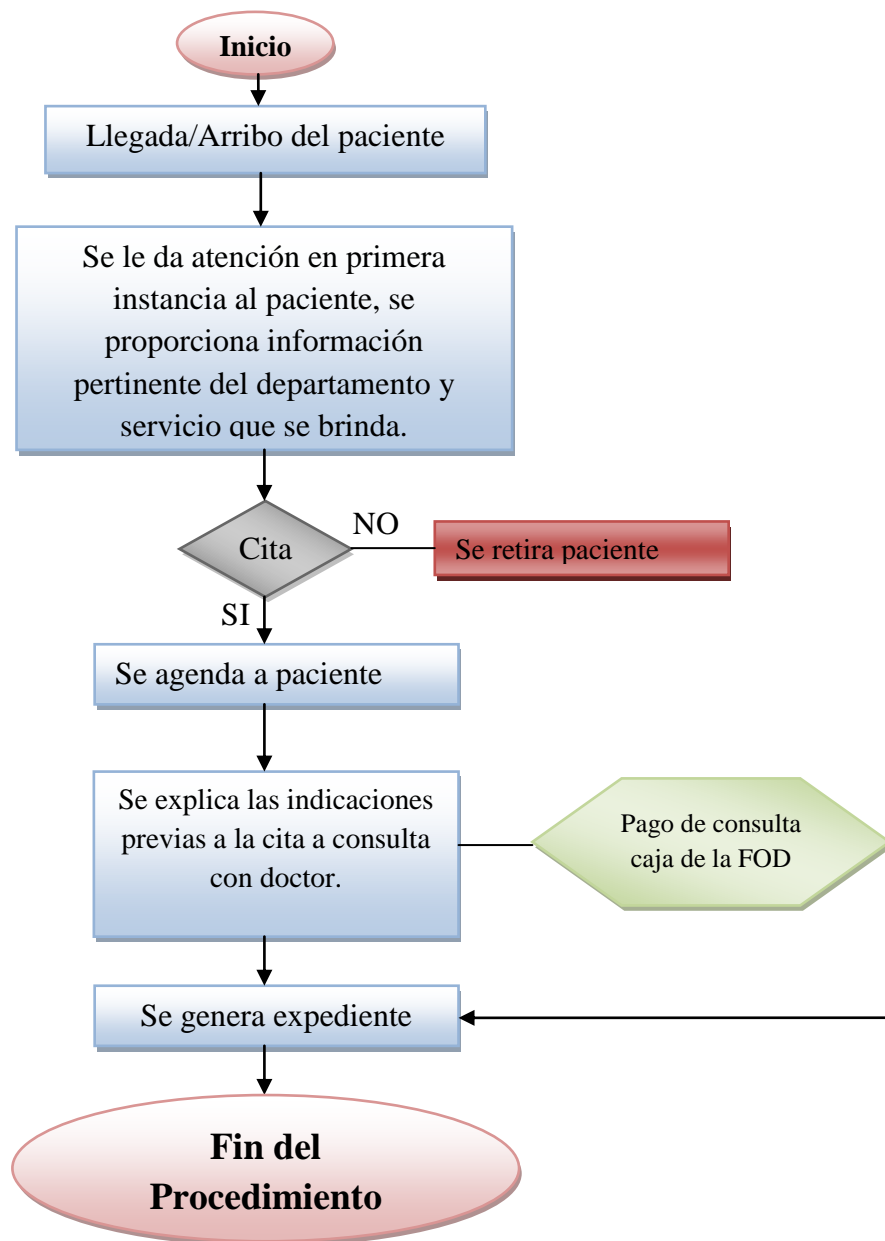 Inicio
Llegada/Arribo del paciente
Se le da atención en primera
instancia al paciente, se
proporciona información
pertinente del departamento y
servicio que se brinda.
Cita
NO
Se retira paciente
SI
Se agenda a paciente
Se explica las indicaciones
previas a la cita a consulta
con doctor.
Pago de consulta
caja de la FOD
Se genera expediente
Fin del
Procedimiento